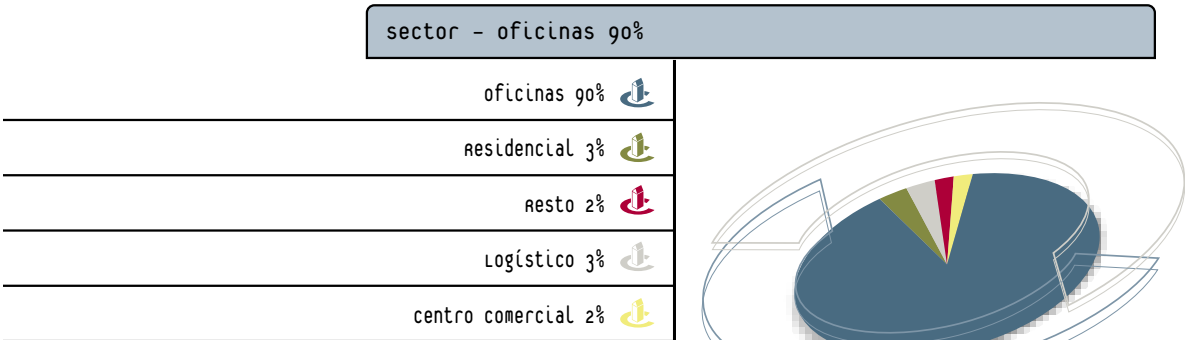 sector – oficinas 90%
oficinas 90%
Residencial 3%
Resto 2%
Logístico 3%
centro comercial 2%